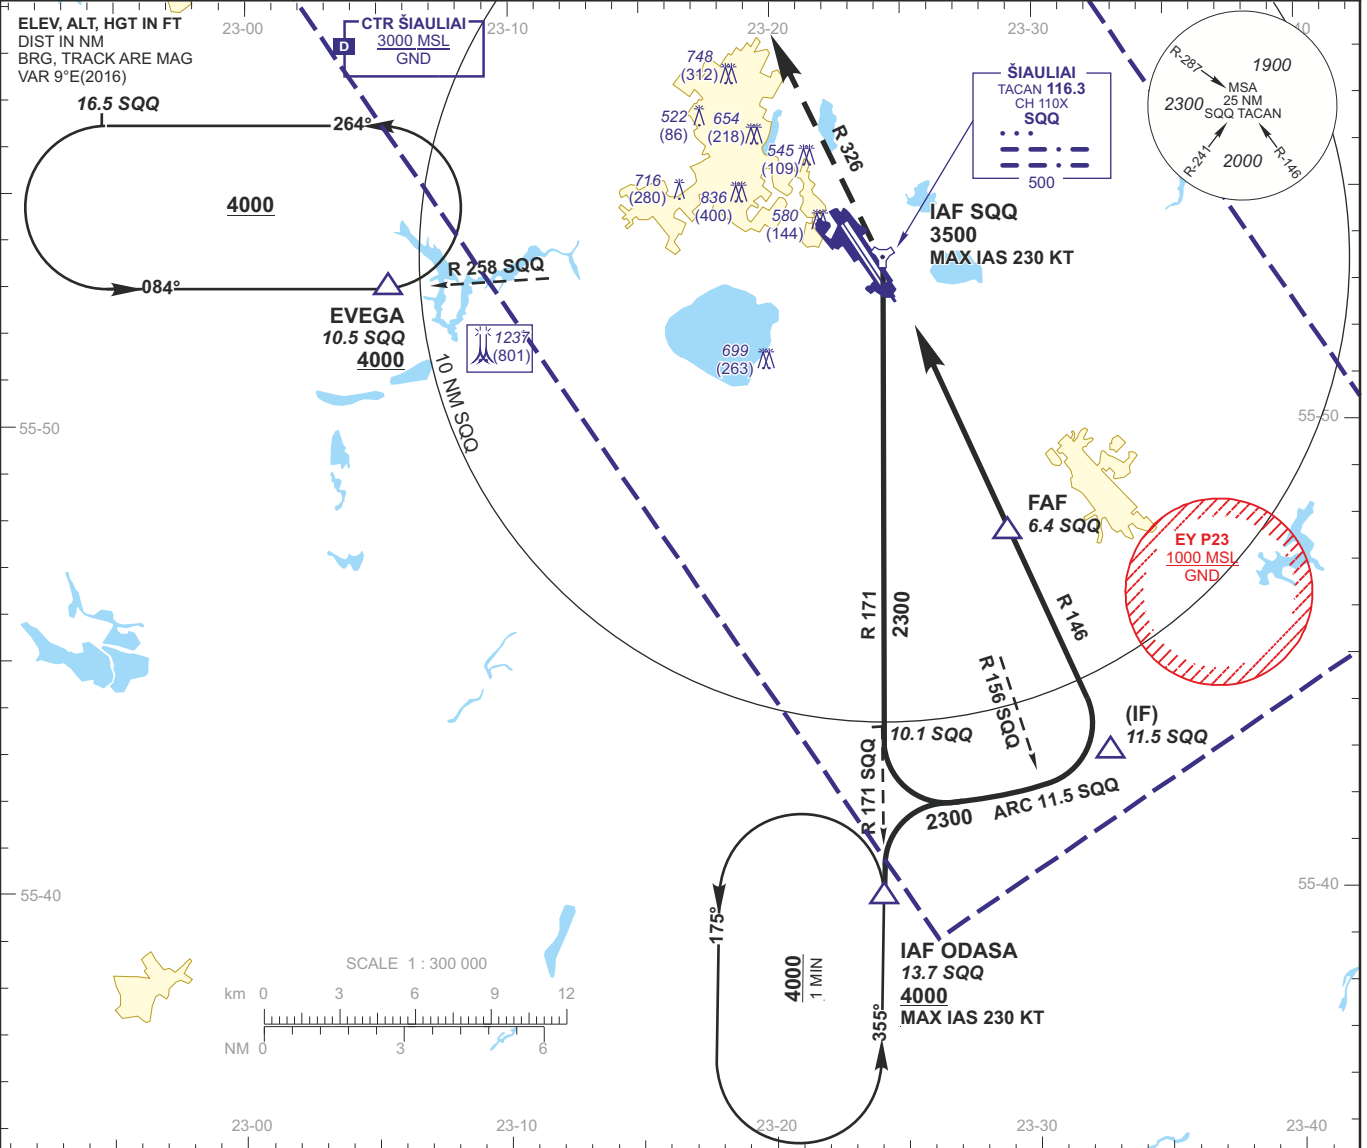 ELEV, ALT, HGT IN FT
DIST IN NM
BRG, TRACK ARE MAG
VAR 9°E(2016)
23-00
CTR ŠIAULIAI
D
3000 MSL
GND
23-10
23-20
10
R-287
1900
MSA
25 NM
SQQ TACAN
2300
R-241
2000
R-146
ŠIAULIAI
TACAN 116.3
CH 110X
SQQ
500
16.5 SQQ
264°
4000
084°
748
(312)
522
(86)
654
(218)
545
(109)
716
(280)
836
(400)
580
(144)
R 326
IAF SQQ
3500
MAX IAS 230 KT
R 258 SQQ
EVEGA
10.5 SQQ
4000
1237
(801)
699
(263)
10 NM SQQ
55-50
55-50
FAF
6.4 SQQ
EY P23
1000 MSL
GND
R 171
2300
R 146
R 156 SQQ
(IF)
11.5 SQQ
10.1 SQQ
R 171 SQQ
ARC 11.5 SQQ
2300
55-40
55-40
175°
4000
1 MIN
355°
IAF ODASA
13.7 SQQ
4000
MAX IAS 230 KT
SCALE 1 : 300 000
km 0 3 6 9 12
NM 0 3 6
23-00
23-10
23-20
23-30
23-40